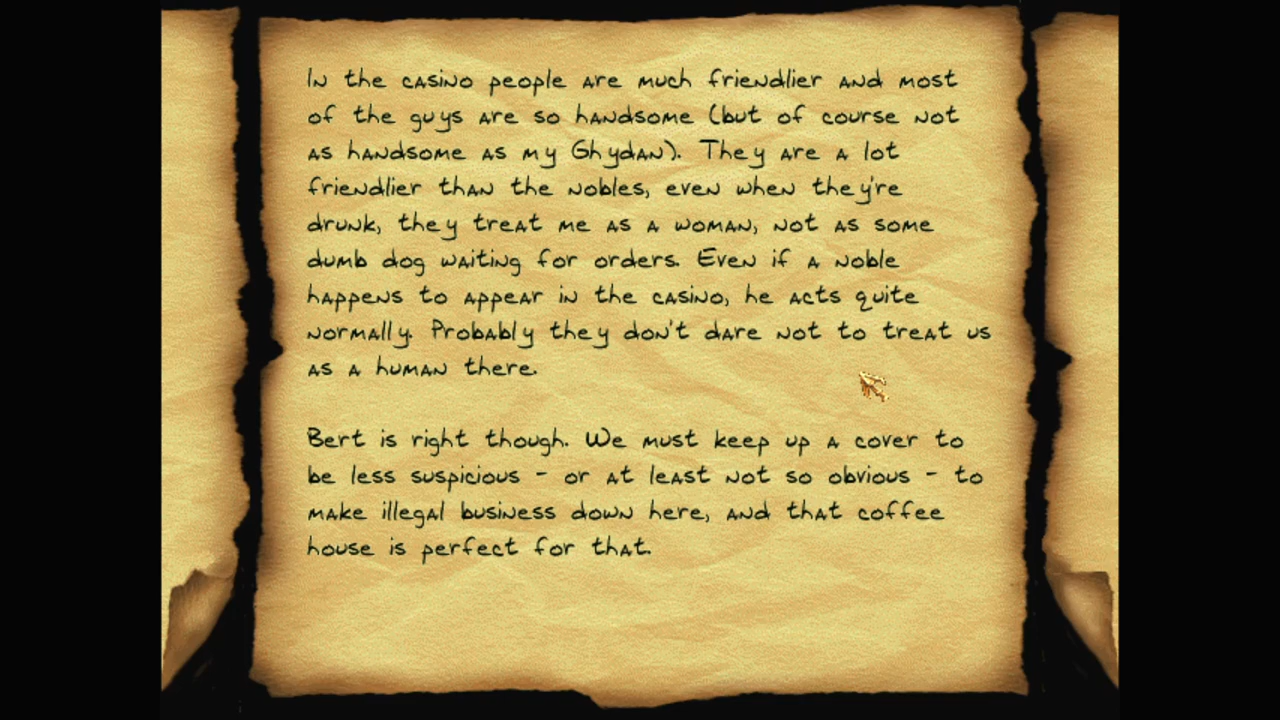 In the casino people are much friendlier and most
of the guys are so handsome (but of course not
as handsome as my Ghydan). They are a lot
friendlier than the nobles, even when they're
drunk, they treat me as a woman, not as some
dumb dog waiting for orders. Even if a noble
happens to appear in the casino, he acts quite
normally. Probably they don't dare not to treat us
as a human there.
Bert is right though. We must keep up a cover to
be less suspicious - or at least not so obvious - to
make illegal business down here, and that coffee
house is perfect for that.